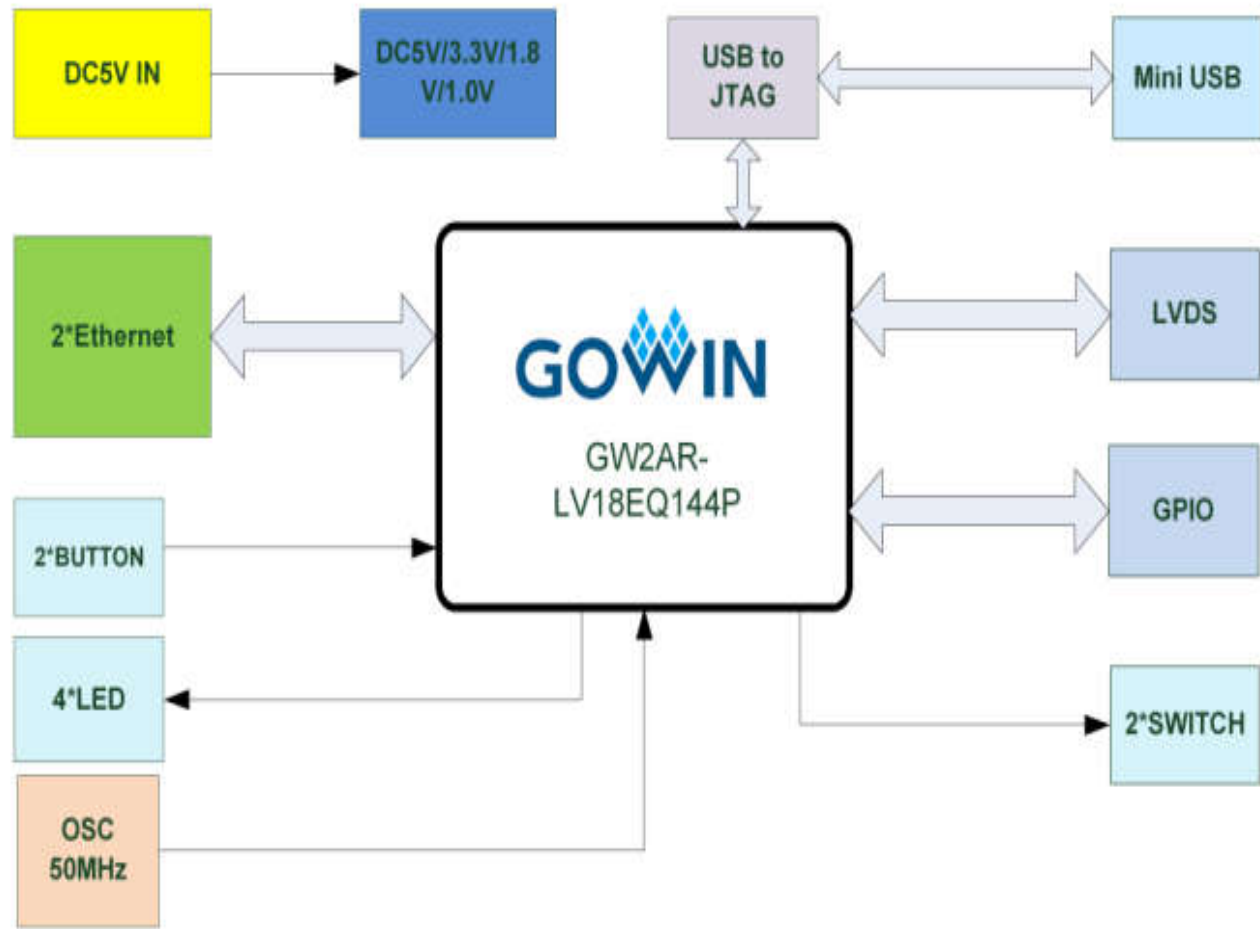 DC5V IN
DC5V/3.3V/1.8
V/1.0V
USB to
JTAG
Mini USB
2*Ethernet
GOWIN
GW2AR-
LV18EQ144P
LVDS
GPIO
2*BUTTON
4*LED
2*SWITCH
OSC
50MHz